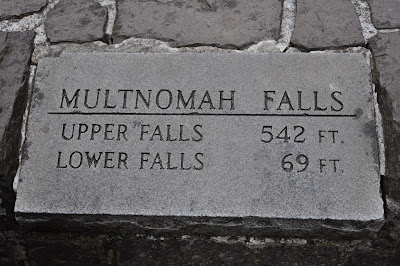 MULTNOMAH FALLS
UPPER FALLS 542 FT.
LOWER FALLS 69 FT.